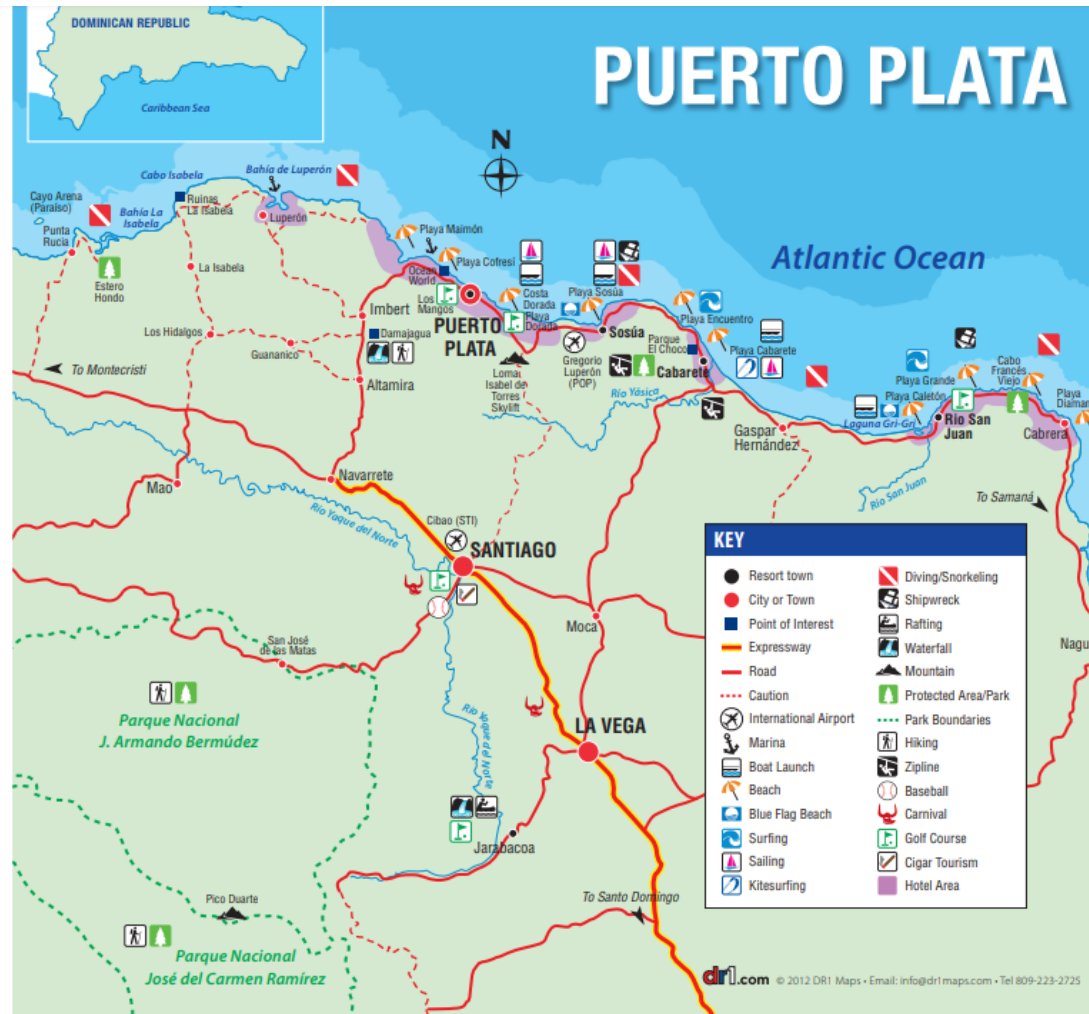 DOMINICAN REPUBLIC
Caribbean Sea
PUERTO PLATA
N
Atlantic Ocean
Cayo Arena
(Paraíso)
Punta
Rucia
Estero
Hondo
Bahía La
Isabela
Cabo Isabela
Ruinas
La Isabela
Bahía de Luperón
Luperón
La Isabela
Los Hidalgos
Guananico
Imbert
Damajagua
Altamira
To Montecristi
Playa Maimón
Playa Cofresí
Ocean
World
Los
Mangos
PUERTO
PLATA
Costa
Dorada
Playa
Dorada
Loma
Isabel de
Torres
Skylift
Playa Sosúa
Sosúa
Gregorio
Luperón
(POP)
Playa Encuentro
Parque
El Choco
Cabarete
Playa Cabarete
Río Yásica
Gaspar
Hernández
Laguna Gri-Gri
Playa Grande
Playa Caletón
Rio San
Juan
Río San Juan
Cabo
Francés
Viejo
Playa
Diaman
Cabrera
To Samaná
Nagu
Mao
Navarrete
Río Yaque del Norte
Cibao (STI)
SANTIAGO
Moca
San José
de las Matas
Parque Nacional
J. Armando Bermúdez
Río Yaque del Norte
LA VEGA
Jarabacoa
Pico Duarte
Parque Nacional
José del Carmen Ramírez
To Santo Domingo
KEY
Resort town
City or Town
Point of Interest
Expressway
Road
Caution
International Airport
Marina
Boat Launch
Beach
Blue Flag Beach
Surfing
Sailing
Kitesurfing
Diving/Snorkeling
Shipwreck
Rafting
Waterfall
Mountain
Protected Area/Park
Park Boundaries
Hiking
Zipline
Baseball
Carnival
Golf Course
Cigar Tourism
Hotel Area
dr1.com © 2012 DR1 Maps • Email: info@dr1maps.com • Tel 809-223-2725